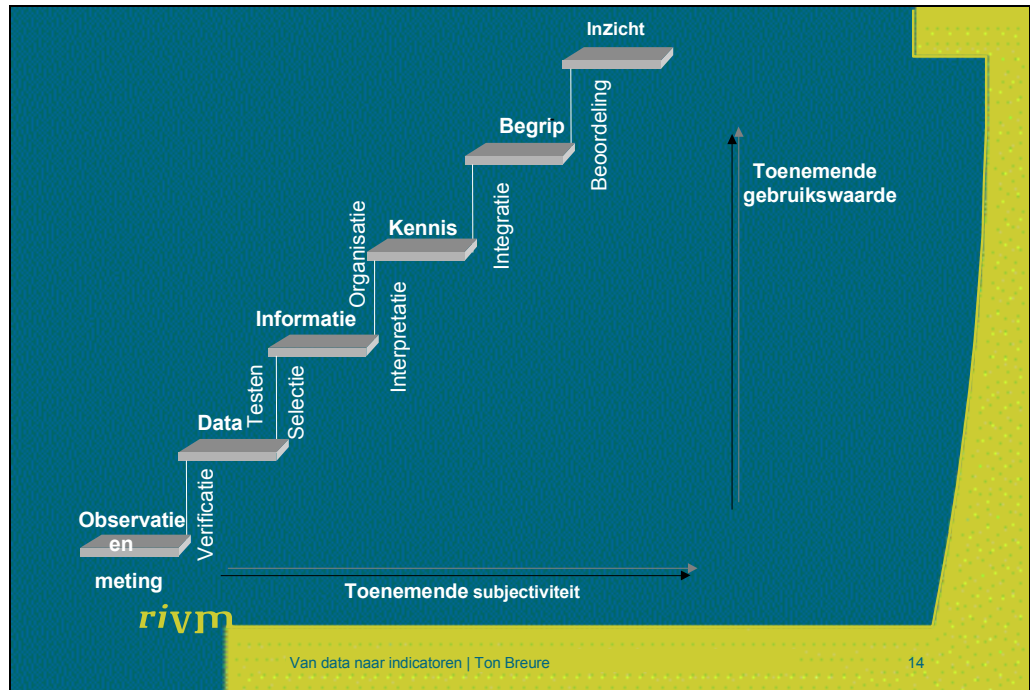 Inzicht
Beoordeling
Begrip
Toenemende
gebruikswaarde
Integratie
Kennis
Organisatie
Interpretatie
Informatie
Testen
Selectie
Data
Verificatie
Observatie
en
meting
Toenemende subjectiviteit
rivm
Van data naar indicatoren | Ton Breure
14